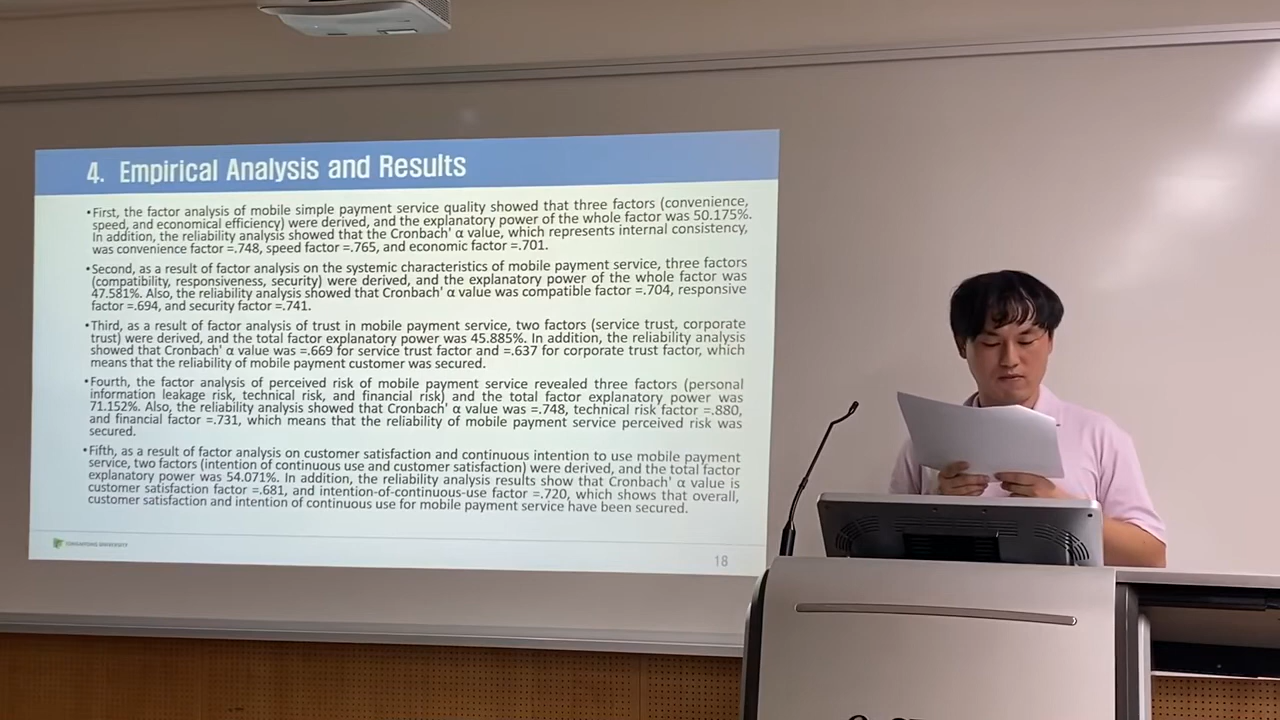 4. Empirical Analysis and Results
•First, the factor analysis of mobile simple payment service quality showed that three factors (convenience,
speed, and economical efficiency) were derived, and the explanatory power of the whole factor was 50.175%.
In addition, the reliability analysis showed that the Cronbach' α value, which represents internal consistency,
was convenience factor =.748, speed factor =.765, and economic factor =.701.
•Second, as a result of factor analysis on the systemic characteristics of mobile payment service, three factors
(compatibility, responsiveness, security) were derived, and the explanatory power of the whole factor was
47.581%. Also, the reliability analysis showed that Cronbach' α value was compatible factor =.704, responsive
factor =.694, and security factor =.741.
•Third, as a result of factor analysis of trust in mobile payment service, two factors (service trust, corporate
trust) were derived, and the total factor explanatory power was 45.885%. In addition, the reliability analysis
showed that Cronbach' α value was =.669 for service trust factor and =.637 for corporate trust factor, which
means that the reliability of mobile payment customer was secured.
•Fourth, the factor analysis of perceived risk of mobile payment service revealed three factors (personal
information leakage risk, technical risk, and financial risk) and the total factor explanatory power was
71.152%. Also, the reliability analysis showed that Cronbach' α value was =.748, technical risk factor =.880,
and financial factor =.731, which means that the reliability of mobile payment service perceived risk was
secured.
•Fifth, as a result of factor analysis on customer satisfaction and continuous intention to use mobile payment
service, two factors (intention of continuous use and customer satisfaction) were derived, and the total factor
explanatory power was 54.071%. In addition, the reliability analysis results show that Cronbach' α value is
customer satisfaction factor =.681, and intention-of-continuous-use factor =.720, which shows that overall,
customer satisfaction and intention of continuous use for mobile payment service have been secured.
UNIVERSITY
18